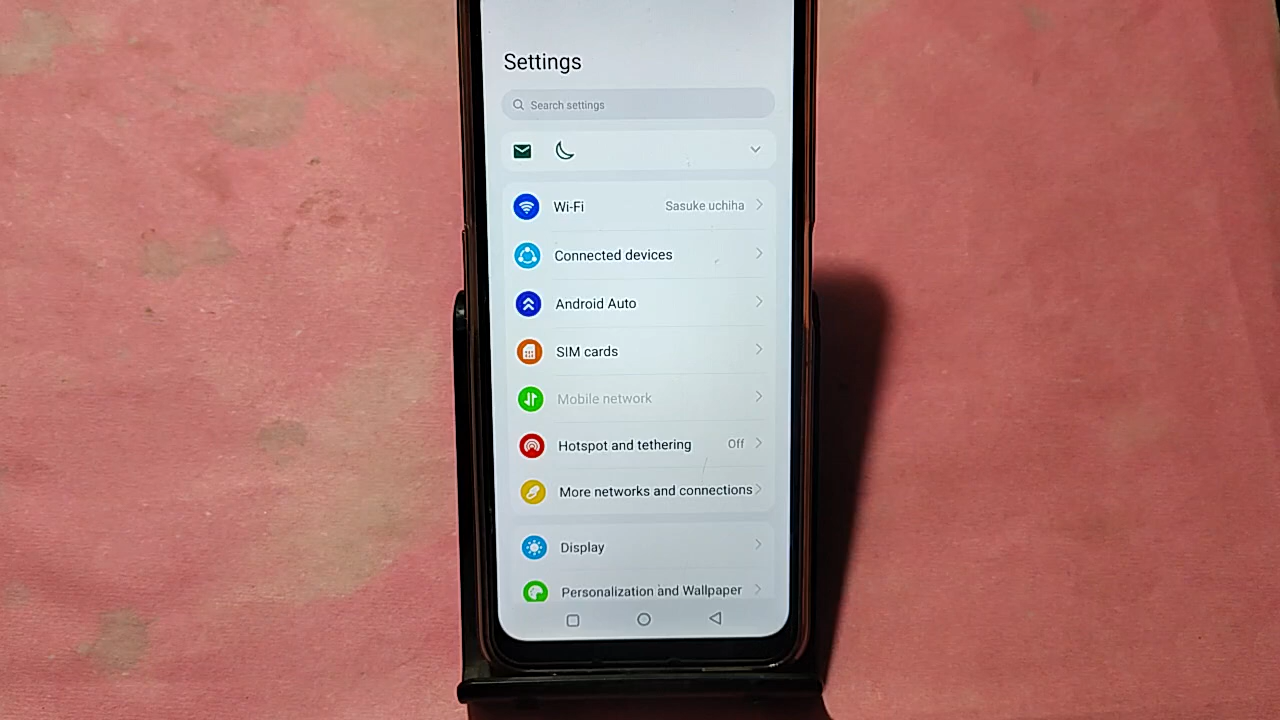 Settings
Search settings
Wi-Fi Sasuke uchiha
Connected devices
Android Auto
SIM cards
Mobile network
Hotspot and tethering Off
More networks and connections
Display
Personalization and Wallpaper